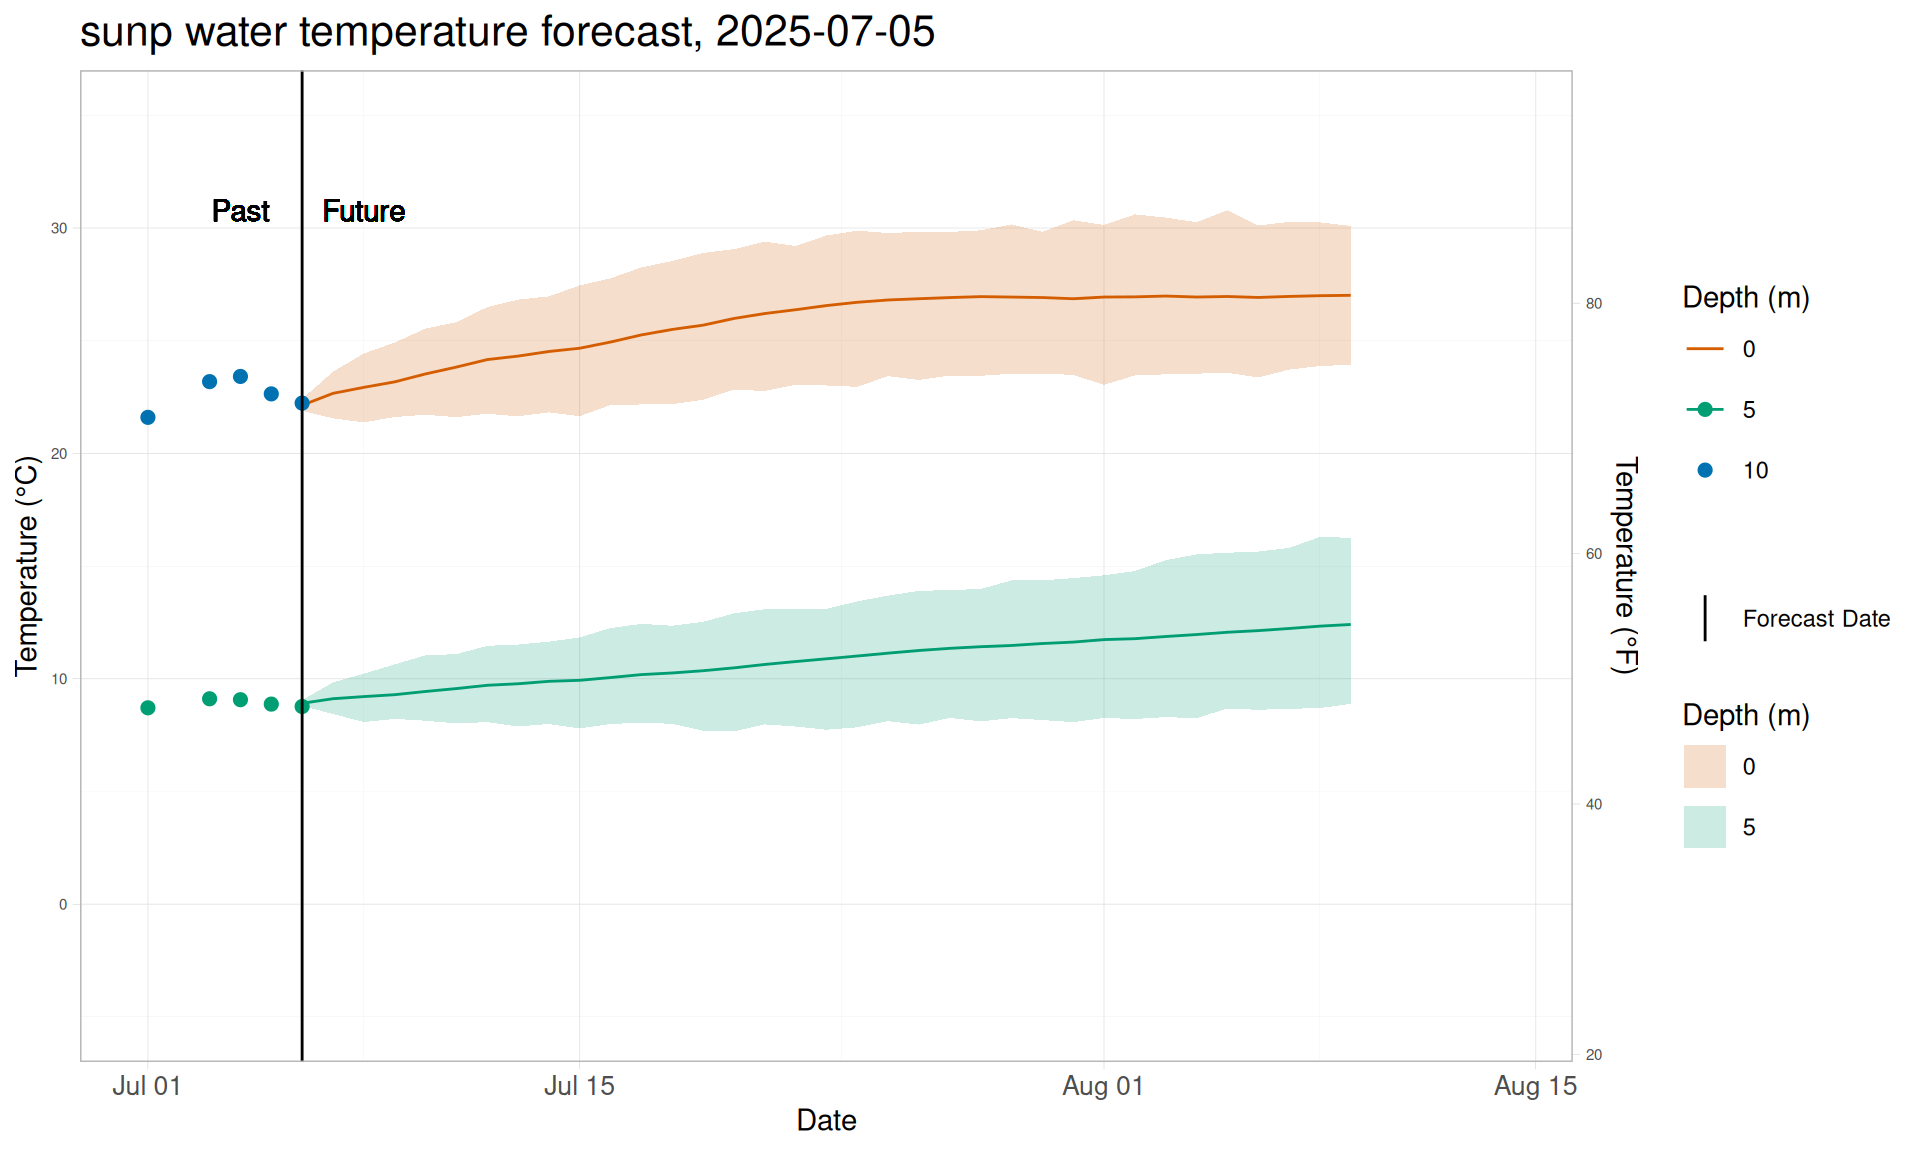 sunp water temperature forecast, 2025-07-05
Past
Future
30
20
10
0
Temperature (°C)
80
60
40
20
Temperature (°F)
Jul 01
Jul 15
Aug 01
Aug 15
Date
Depth (m)
0
5
10
Forecast Date
Depth (m)
0
5